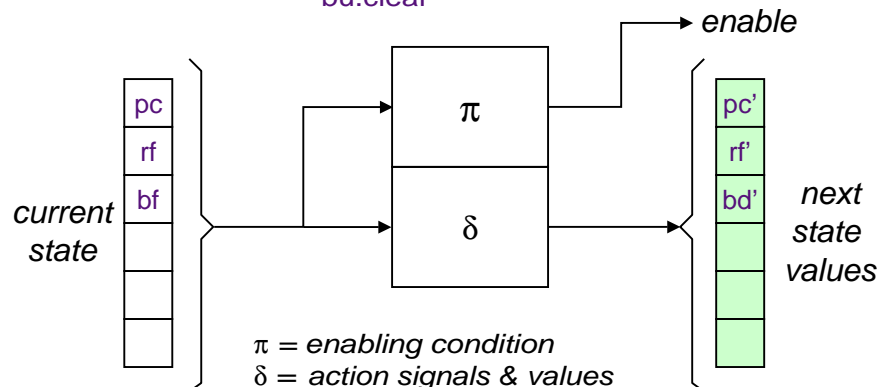 enable
pc
rf
bf
current
state
π
δ
pc’
rf’
bd’
next
state
values
π = enabling condition
δ = action signals & values